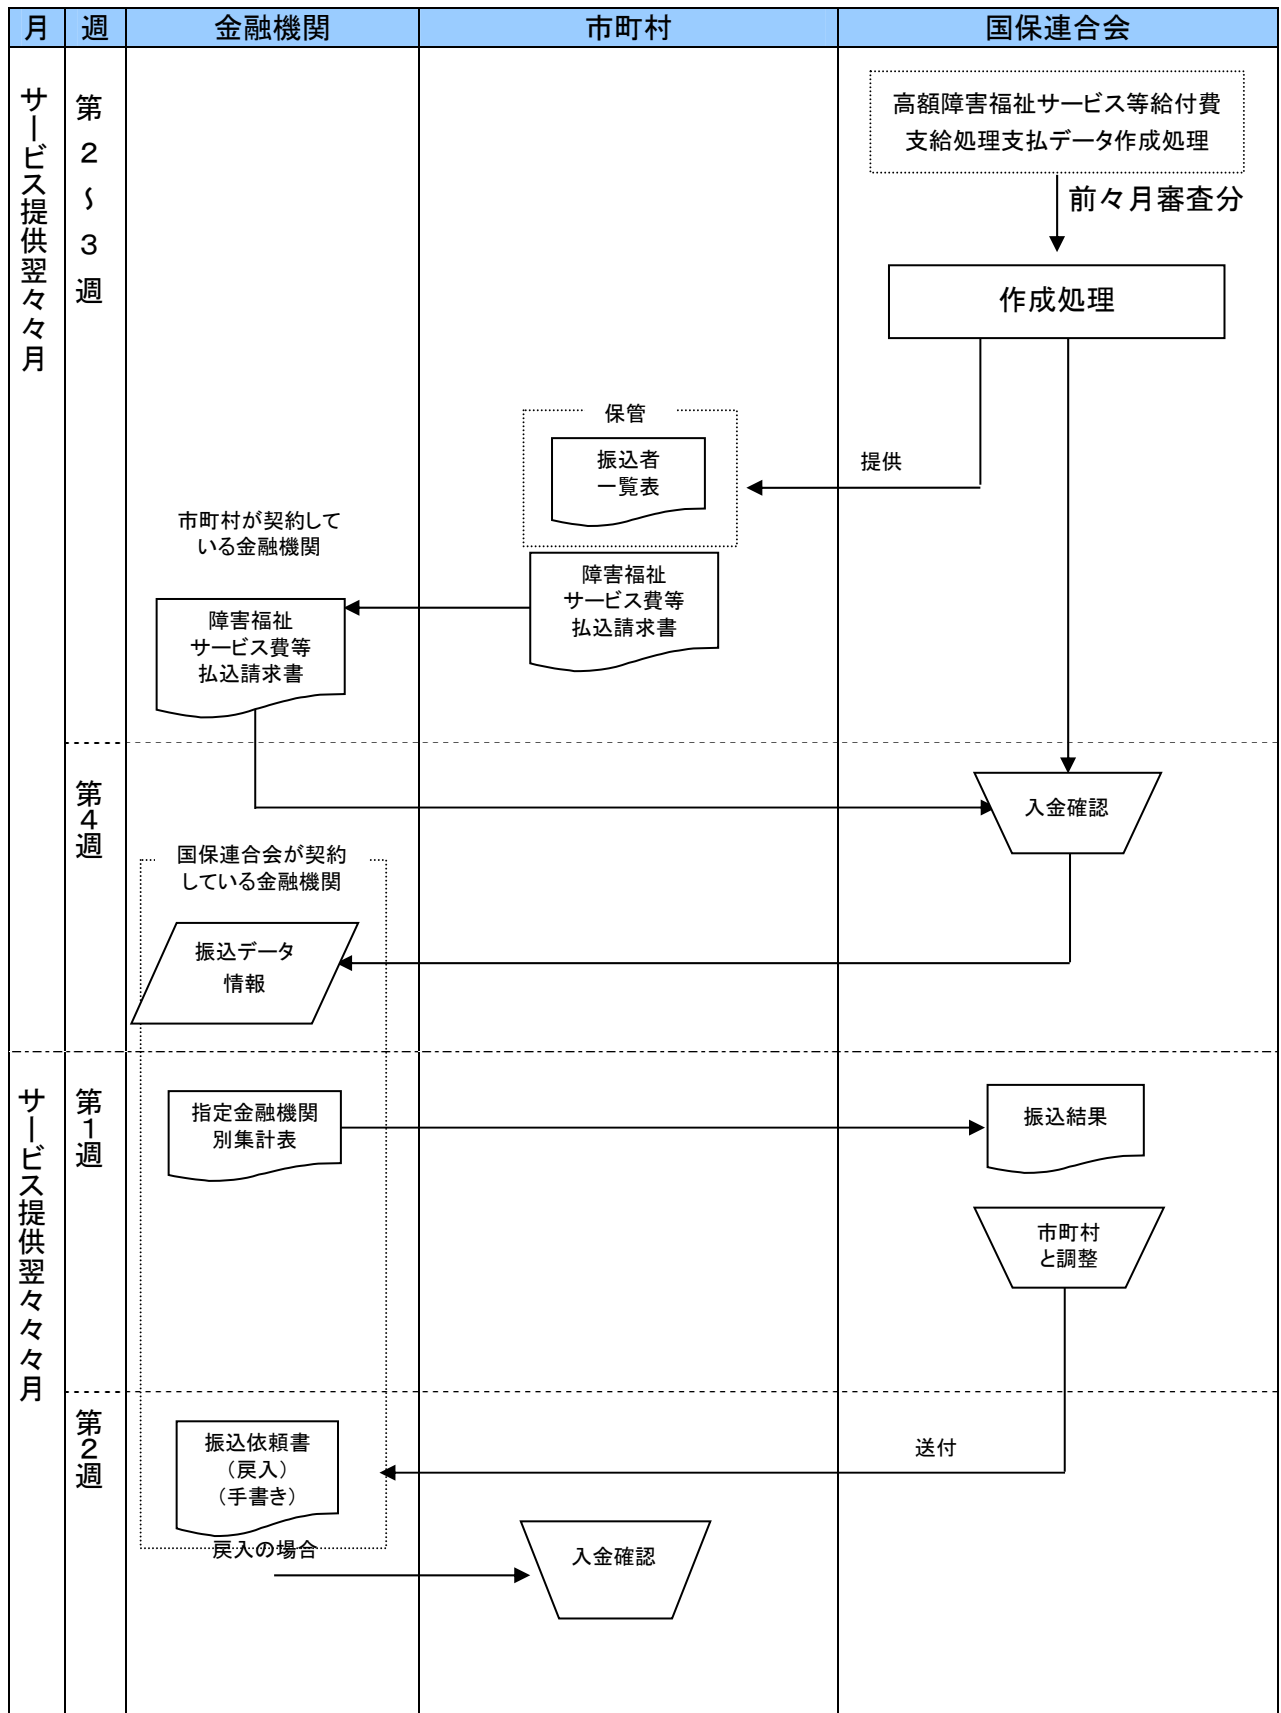 月 週 金融機関 市町村 国保連合会
サービス提供翌々月
第2～3週
高額障害福祉サービス等給付費
支給処理支払データ作成処理
前々月審査分
作成処理
保管
振込者
一覧表
提供
市町村が契約して
いる金融機関
障害福祉
サービス費等
払込請求書
障害福祉
サービス費等
払込請求書
第4週
入金確認
国保連合会が契約
している金融機関
振込データ
情報
サービス提供翌々々月
第1週
指定金融機関
別集計表
振込結果
市町村
と調整
第2週
振込依頼書
（戻入）
（手書き）
送付
戻入の場合
入金確認